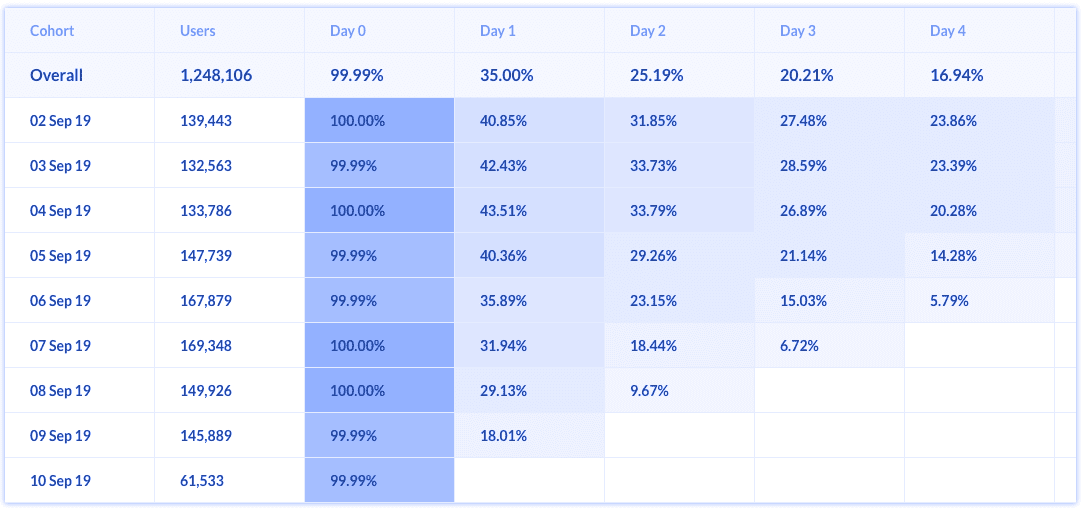 Cohort Users Day 0 Day 1 Day 2 Day 3 Day 4
Overall 1,248,106 99.99% 35.00% 25.19% 20.21% 16.94%
02 Sep 19 139,443 100.00% 40.85% 31.85% 27.48% 23.86%
03 Sep 19 132,563 99.99% 42.43% 33.73% 28.59% 23.39%
04 Sep 19 133,786 100.00% 43.51% 33.79% 26.89% 20.28%
05 Sep 19 147,739 99.99% 40.36% 29.26% 21.14% 14.28%
06 Sep 19 167,879 99.99% 35.89% 23.15% 15.03% 5.79%
07 Sep 19 169,348 100.00% 31.94% 18.44% 6.72%
08 Sep 19 149,926 100.00% 29.13% 9.67%
09 Sep 19 145,889 99.99% 18.01%
10 Sep 19 61,533 99.99%